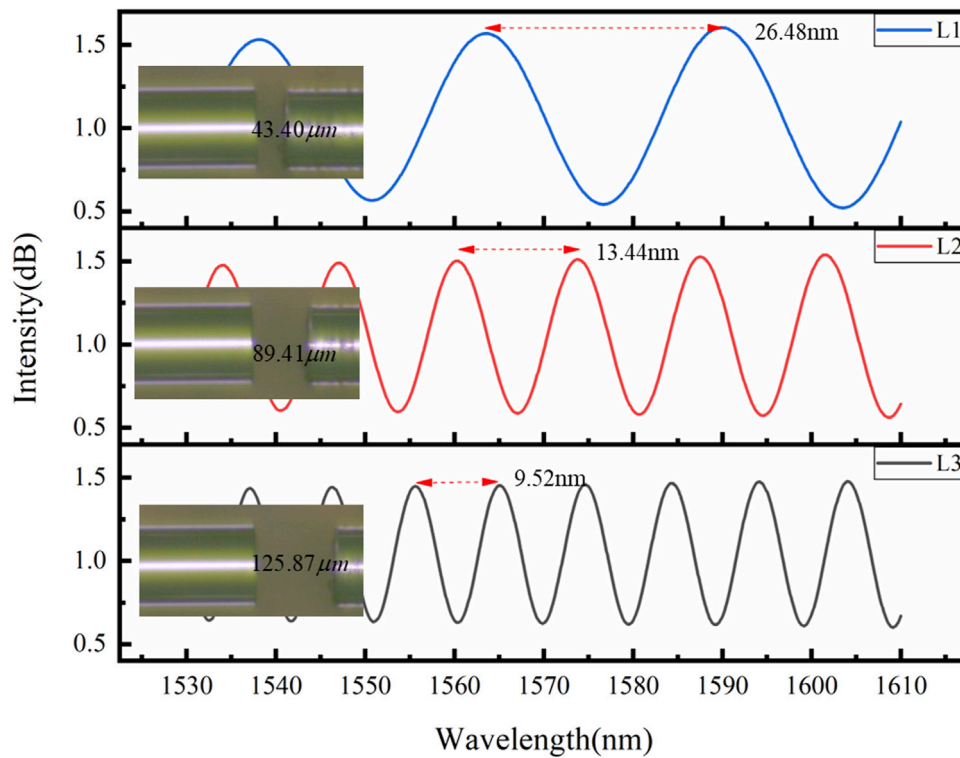 26.48nm
L1
1.5
1.0
0.5
43.40μm
13.44nm
L2
1.5
1.0
0.5
89.41μm
9.52nm
L3
1.5
1.0
0.5
125.87μm
Intensity(dB)
1530 1540 1550 1560 1570 1580 1590 1600 1610
Wavelength(nm)